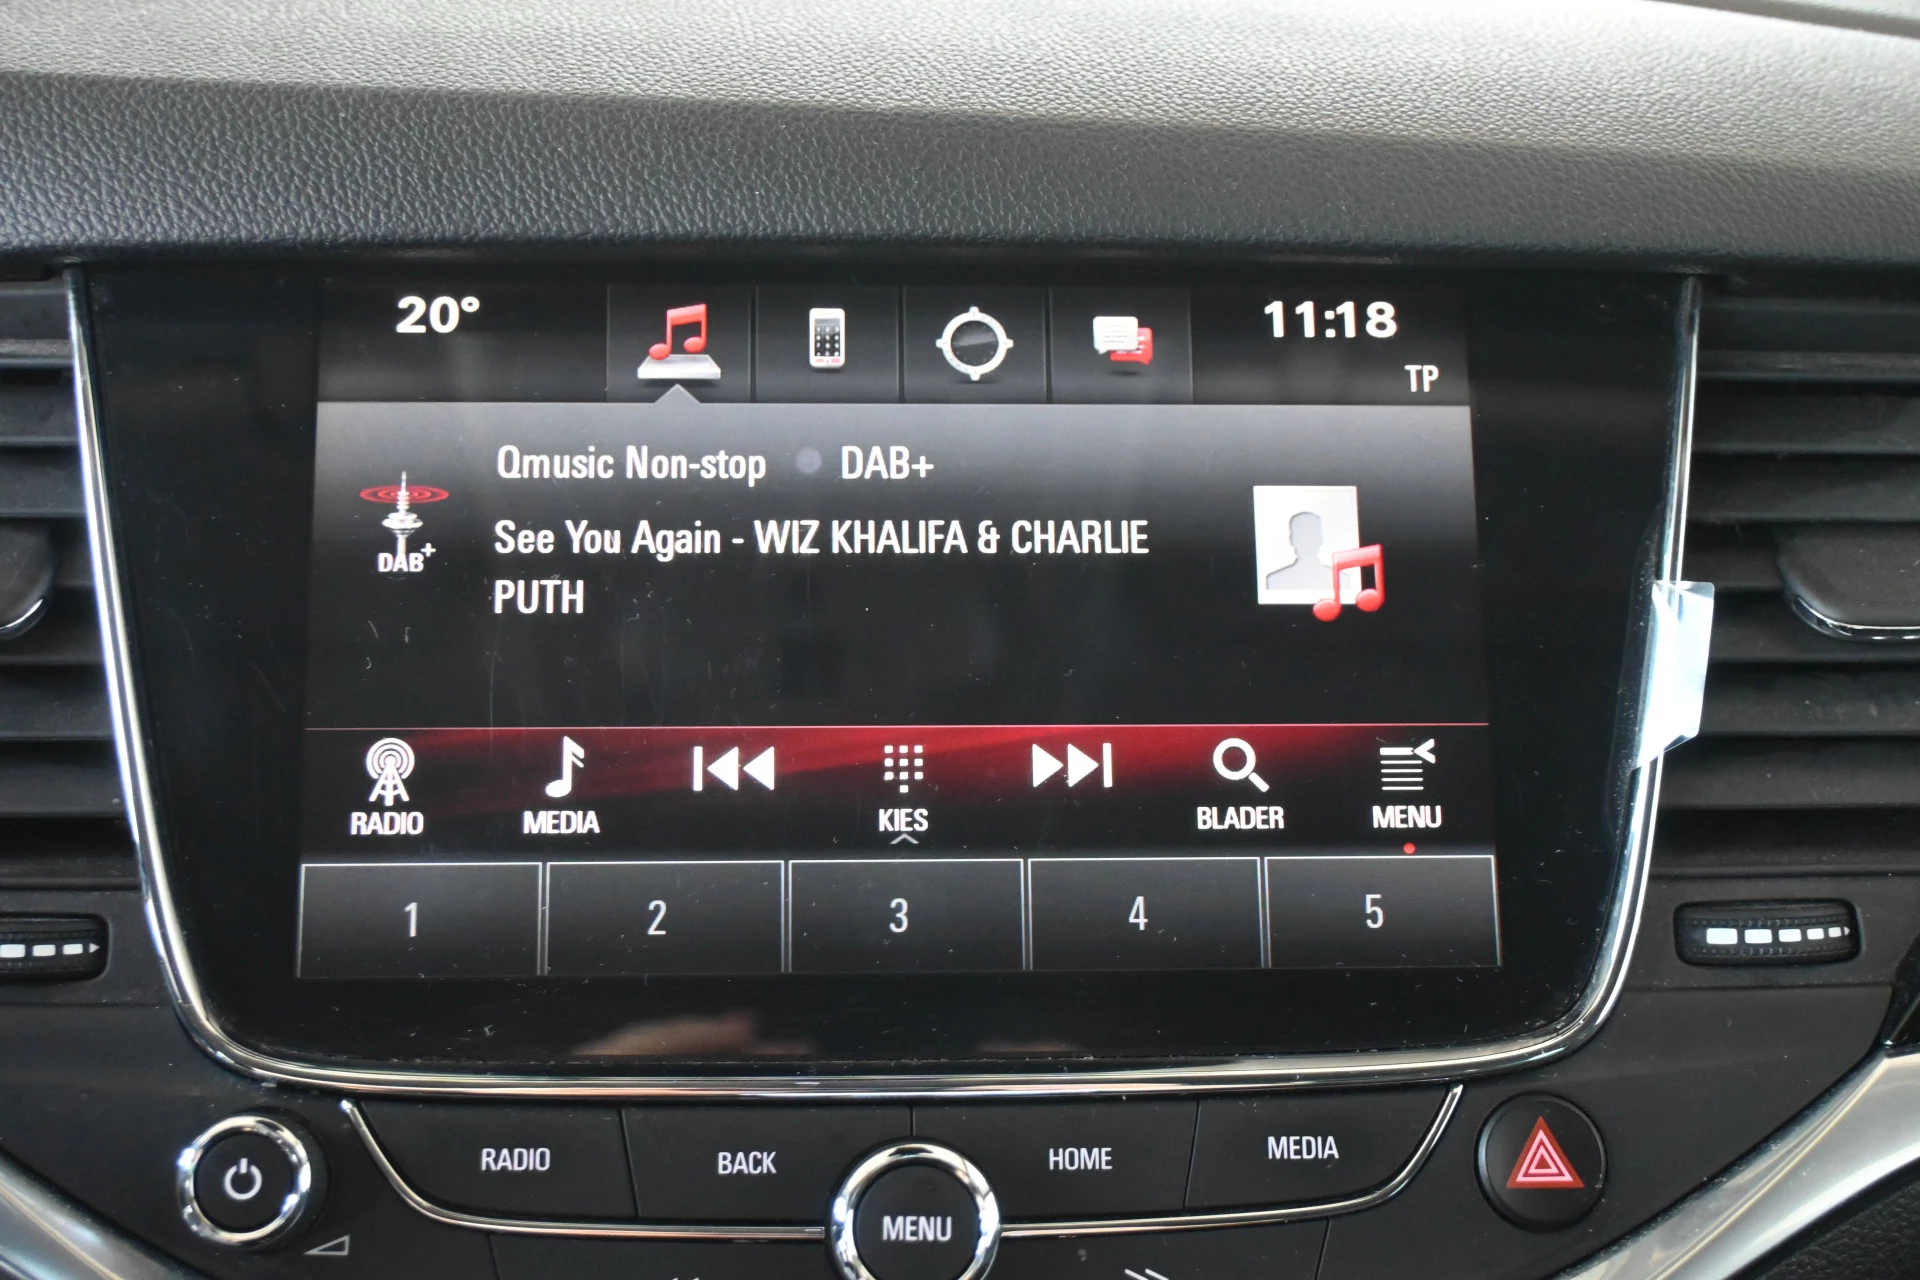 20°
11:18
TP
Qmusic Non-stop DAB+
DAB+
See You Again - WIZ KHALIFA & CHARLIE
PUTH
RADIO MEDIA KIES BLADER MENU
1 2 3 4 5
RADIO BACK HOME MEDIA
MENU